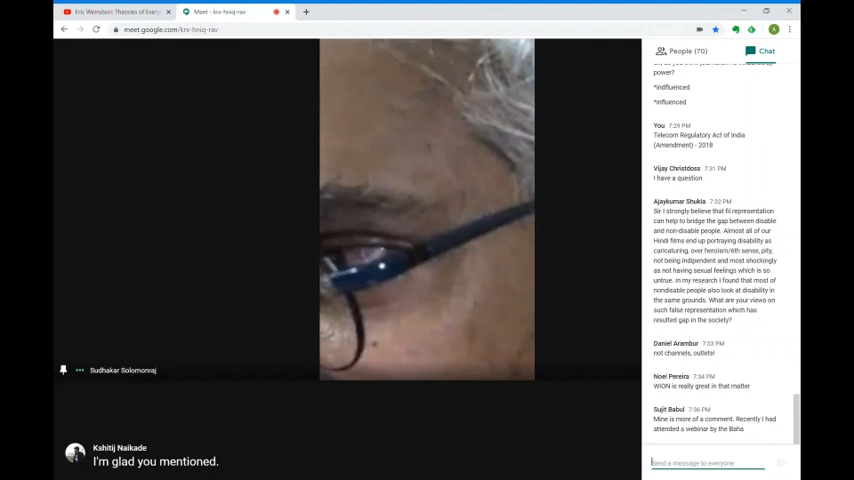 Eric Weinstein: Theories of Every
Meet - krv-hniq-rav
meet.google.com/krv-hniq-rav
People (70)
Chat
power?
*indfluenced
*influenced
You 7:29 PM
Telecom Regulatory Act of India
(Amendment) - 2018
Vijay Christdoss 7:31 PM
I have a question
Ajaykumar Shukla 7:32 PM
Sir I strongly believe that fil representation
can help to bridge the gap between disable
and non-disable people. Almost all of our
Hindi films end up portraying disability as
caricaturing, over heroism/6th sense, pity,
not being indipendent and most shockingly
as not having sexual feelings which is so
untrue. In my research I found that most of
nondisable people also look at disability in
the same grounds. What are your views on
such false representation which has
resulted gap in the society?
Daniel Arambur 7:33 PM
not channels, outlets!
Noel Pereira 7:34 PM
WION is really great in that matter
Sujit Babul 7:36 PM
Mine is more of a comment. Recently I had
attended a webinar by the Baha
Send a message to everyone
Sudhakar Solomonraj
Kshitij Naikade
I'm glad you mentioned.
A